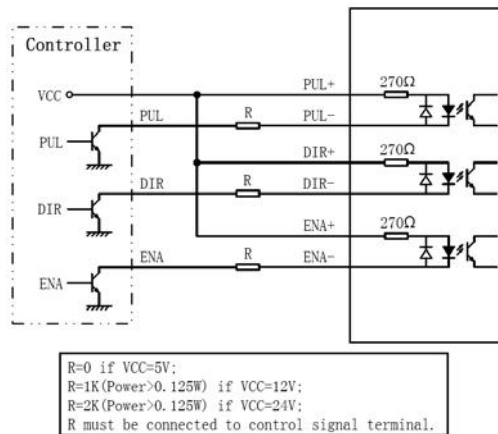 Controller
VCC
PUL+
270Ω
PUL
R
PUL-
PUL
DIR+
270Ω
DIR
R
DIR-
DIR
ENA+
270Ω
ENA
R
ENA-
ENA
R=0 if VCC=5V;
R=1K(Power>0.125W) if VCC=12V;
R=2K(Power>0.125W) if VCC=24V;
R must be connected to control signal terminal.